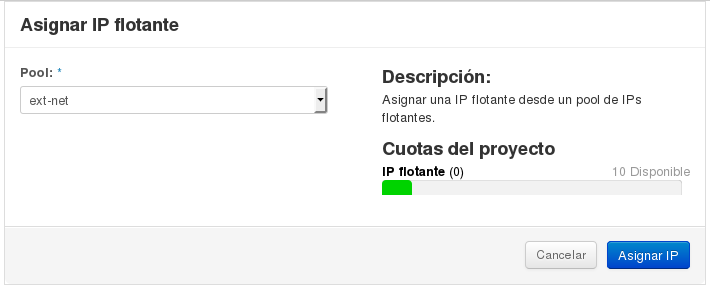 Asignar IP flotante
Pool: *
ext-net
Descripción:
Asignar una IP flotante desde un pool de IPs
flotantes.
Cuotas del proyecto
IP flotante (0) 10 Disponible
Cancelar Asignar IP